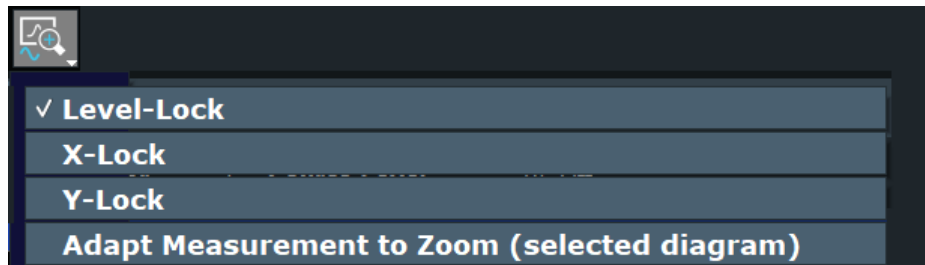 ✓ Level-Lock
X-Lock
Y-Lock
Adapt Measurement to Zoom (selected diagram)